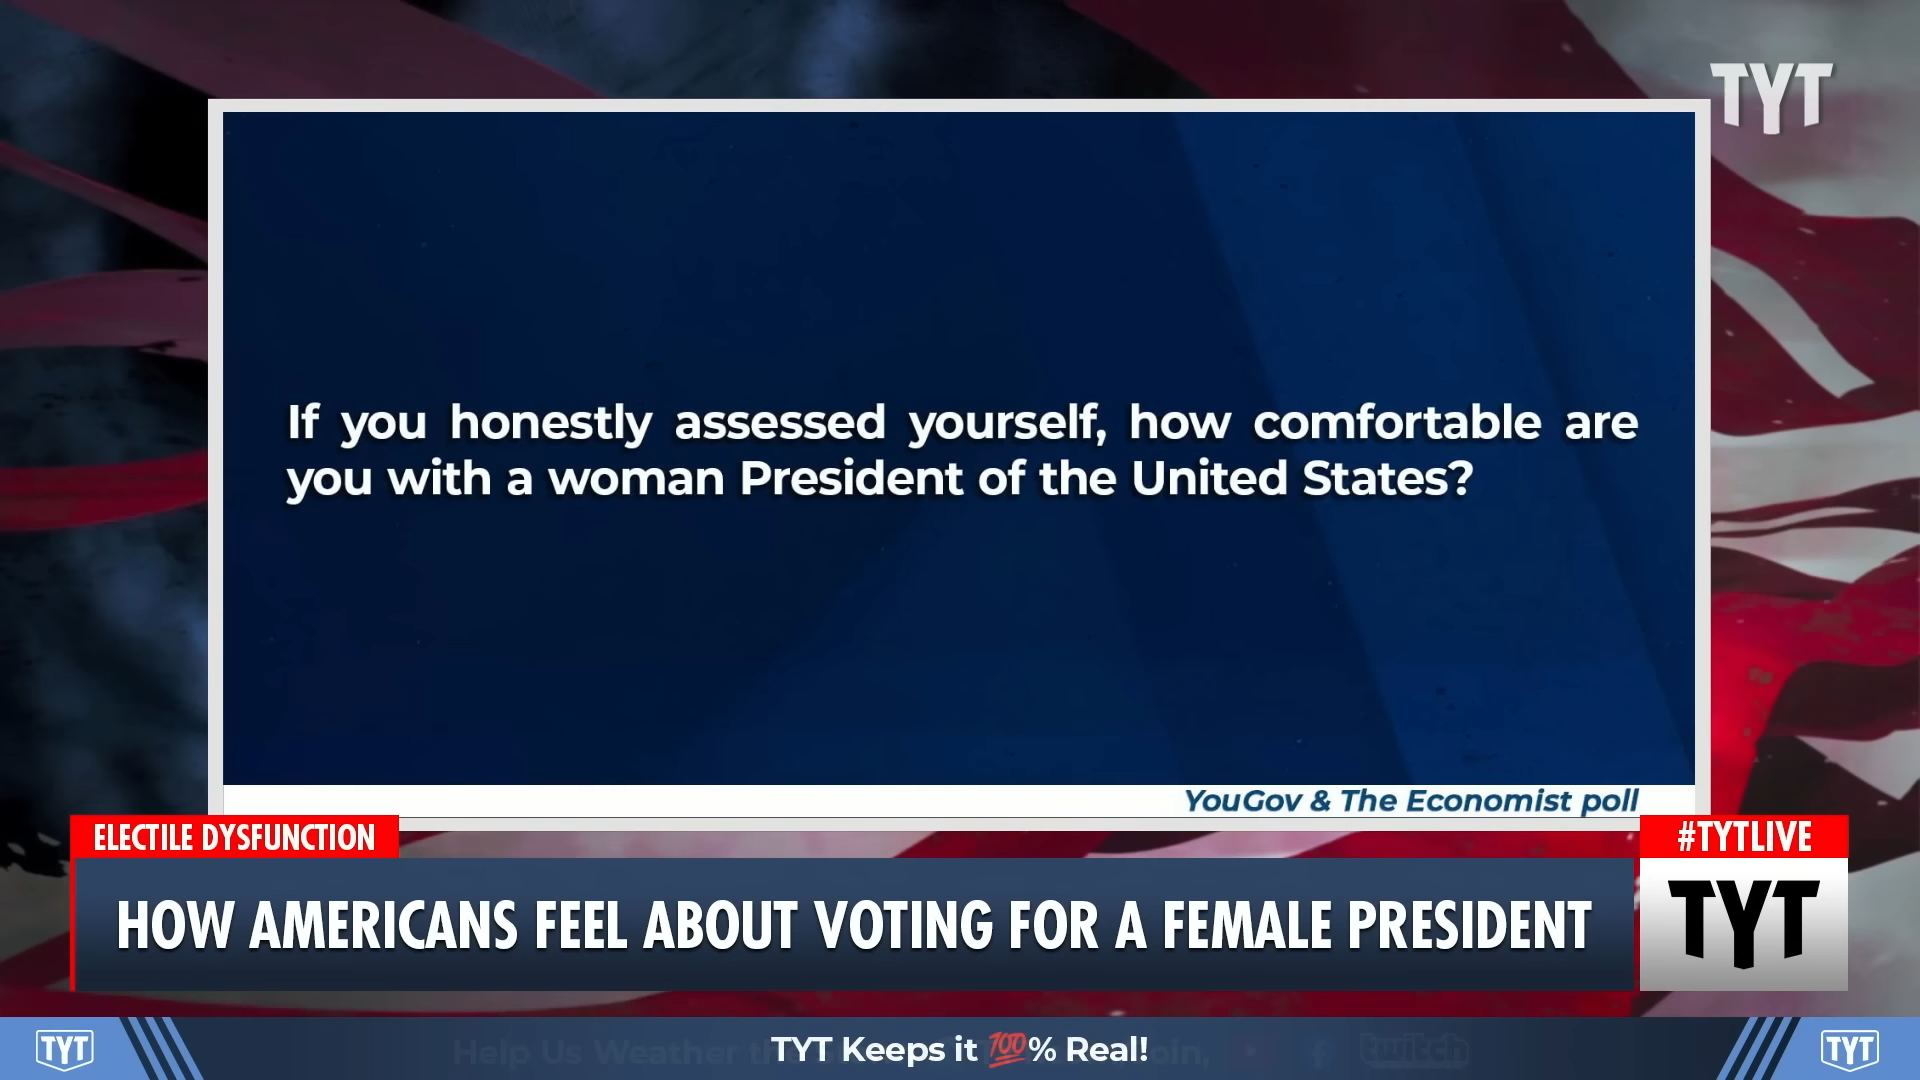 TYT
If you honestly assessed yourself, how comfortable are
you with a woman President of the United States?
YouGov & The Economist poll
ELECTILE DYSFUNCTION
#TYTLIVE
HOW AMERICANS FEEL ABOUT VOTING FOR A FEMALE PRESIDENT
TYT
TYT
TYT Keeps it 💯% Real!
TYT